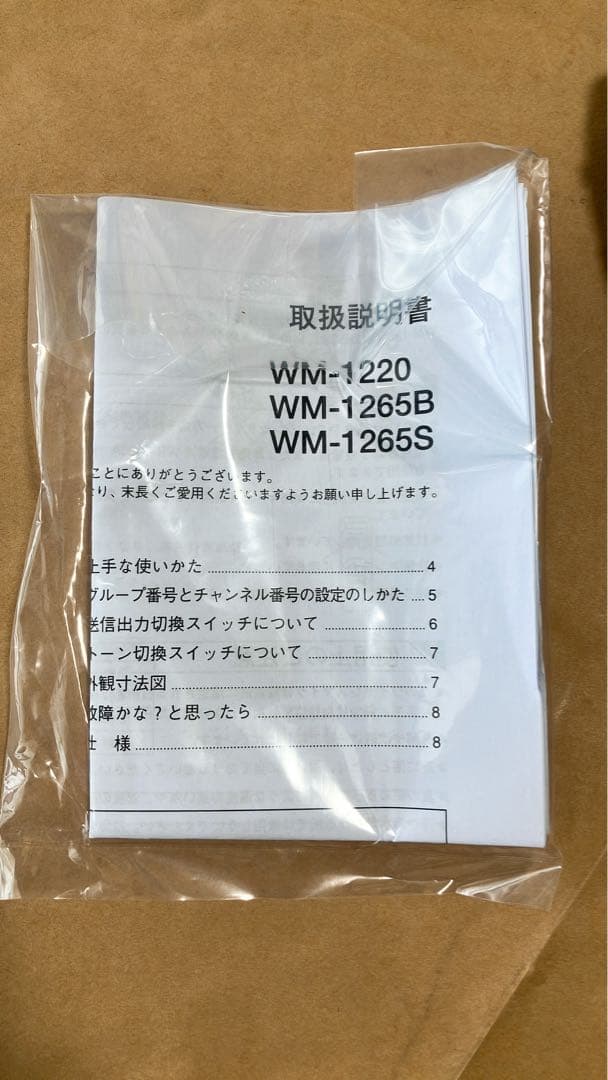 取扱説明書
WM-1220
WM-1265B
WM-1265S
ことにありがとうございます。
り、末長くご愛用くださいますようお願い申し上げます。
上手な使いかた 4
グループ番号とチャンネル番号の設定のしかた 5
送信出力切換スイッチについて 6
トーン切換スイッチについて 7
外観寸法図 7
故障かな?と思ったら 8
仕 様 8